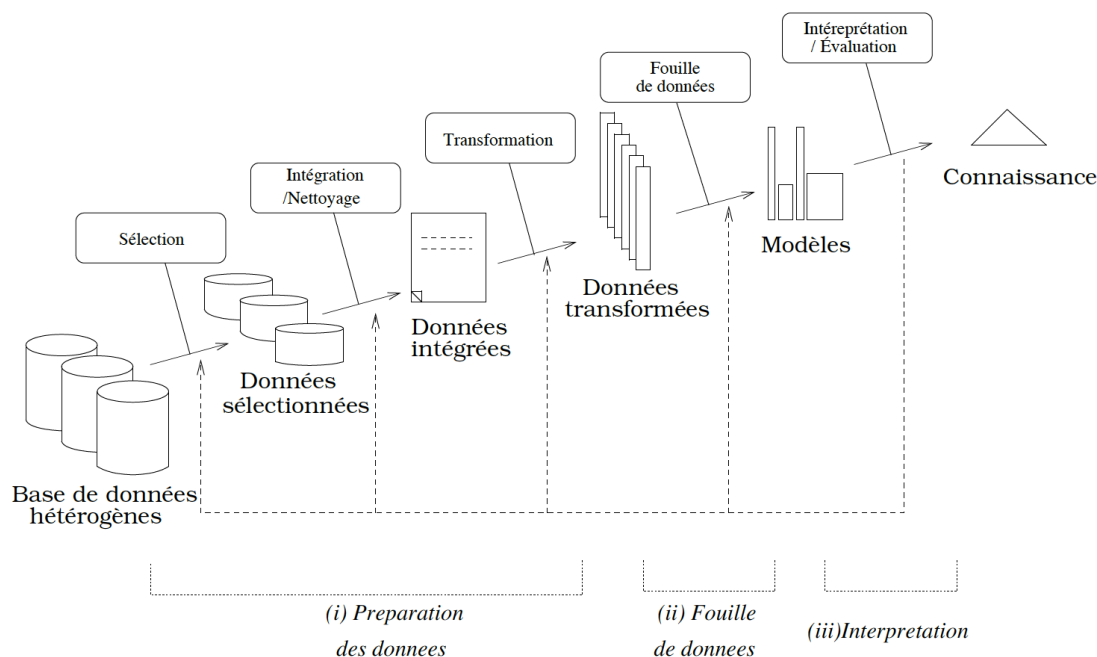 Intéreprétation
/ Évaluation
Fouille
de données
Transformation
Connaissance
Intégration
/Nettoyage
Modèles
Sélection
Données
transformées
Données
intégrées
Données
sélectionnées
Base de données
hétérogènes
(i) Preparation
des donnees
(ii) Fouille
de donnees
(iii)Interpretation